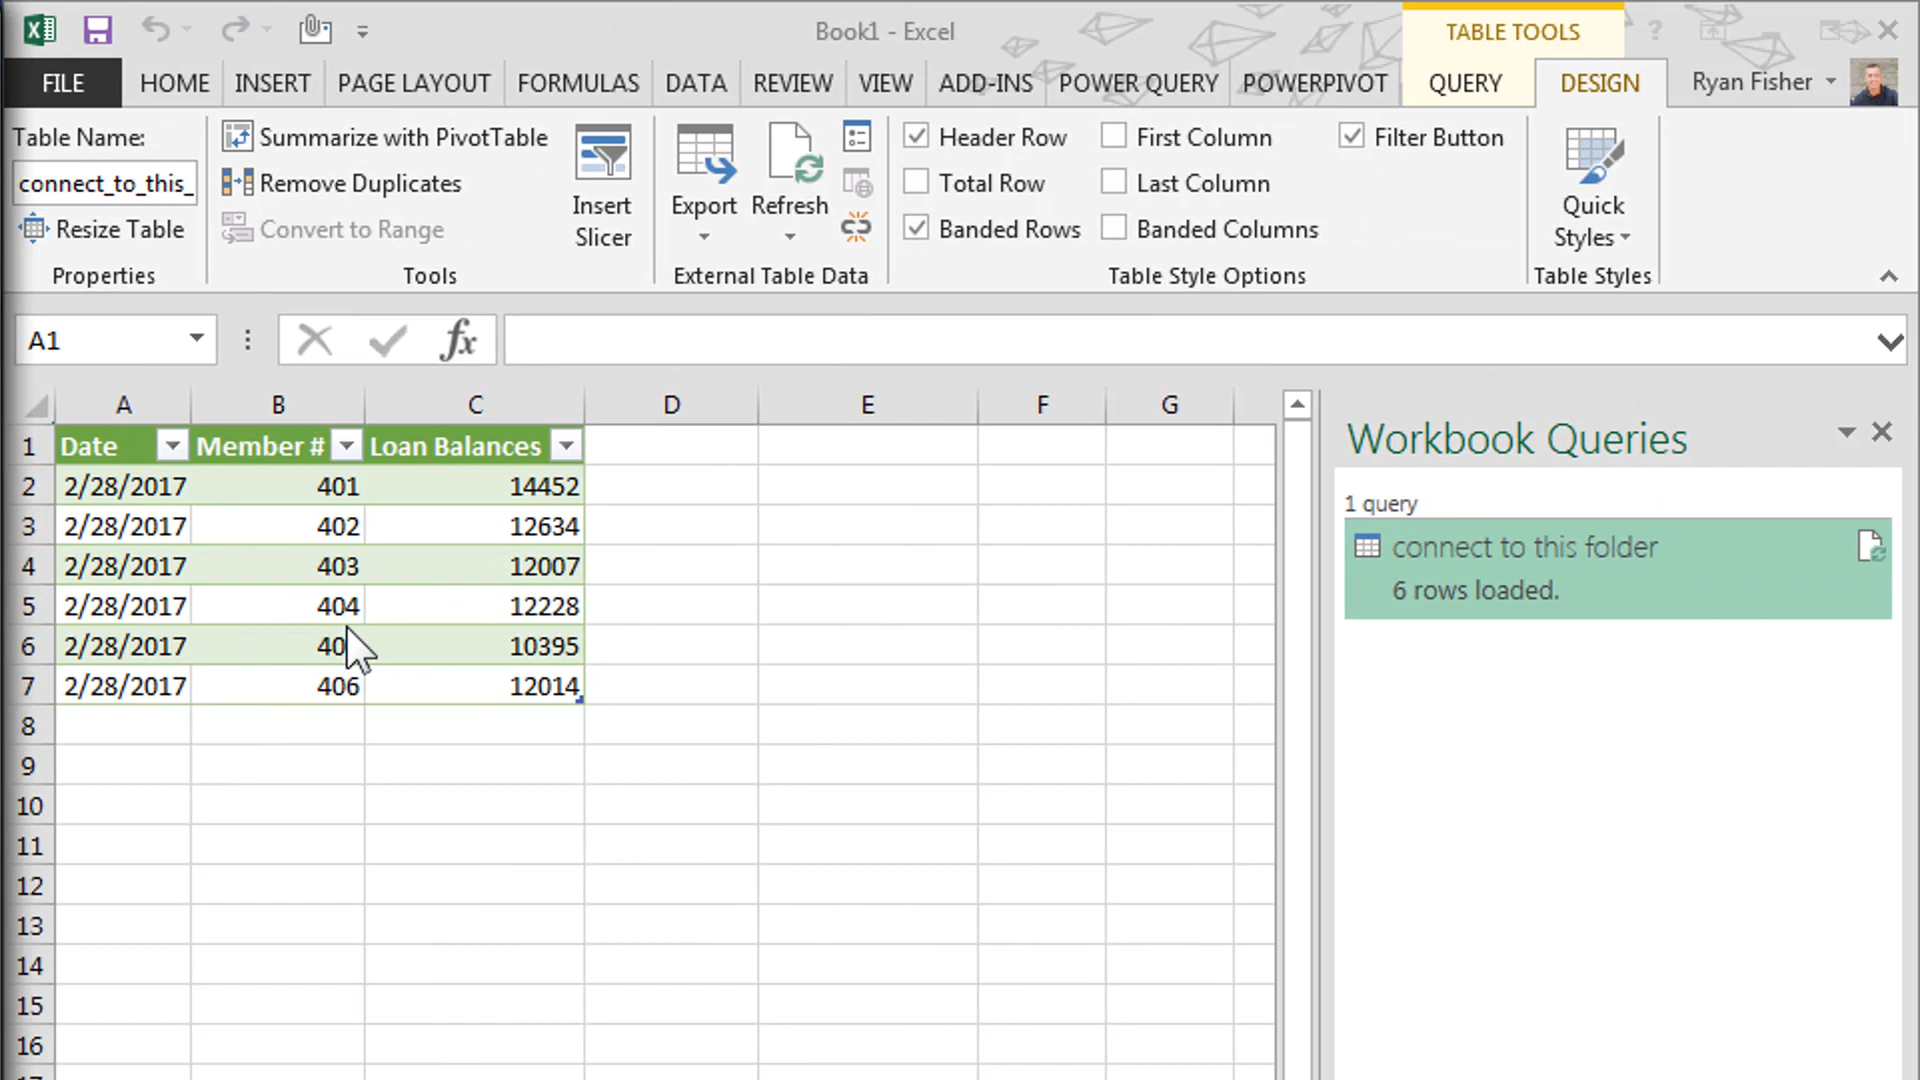 Book1 - Excel
TABLE TOOLS
?
FILE HOME INSERT PAGE LAYOUT FORMULAS DATA REVIEW VIEW ADD-INS POWER QUERY POWERPIVOT QUERY DESIGN Ryan Fisher
Table Name:
connect_to_this_
Resize Table
Properties
Summarize with PivotTable
Remove Duplicates
Convert to Range
Insert
Slicer
Tools
Export
Refresh
External Table Data
Header Row
Total Row
Banded Rows
First Column
Last Column
Banded Columns
Filter Button
Table Style Options
Quick
Styles
Table Styles
A1
fx
A B C D E F G
1 Date Member # Loan Balances
2 2/28/2017 401 14452
3 2/28/2017 402 12634
4 2/28/2017 403 12007
5 2/28/2017 404 12228
6 2/28/2017 10395
7 2/28/2017 406 12014
8
9
10
11
12
13
14
15
16
Workbook Queries
1 query
connect to this folder
6 rows loaded.